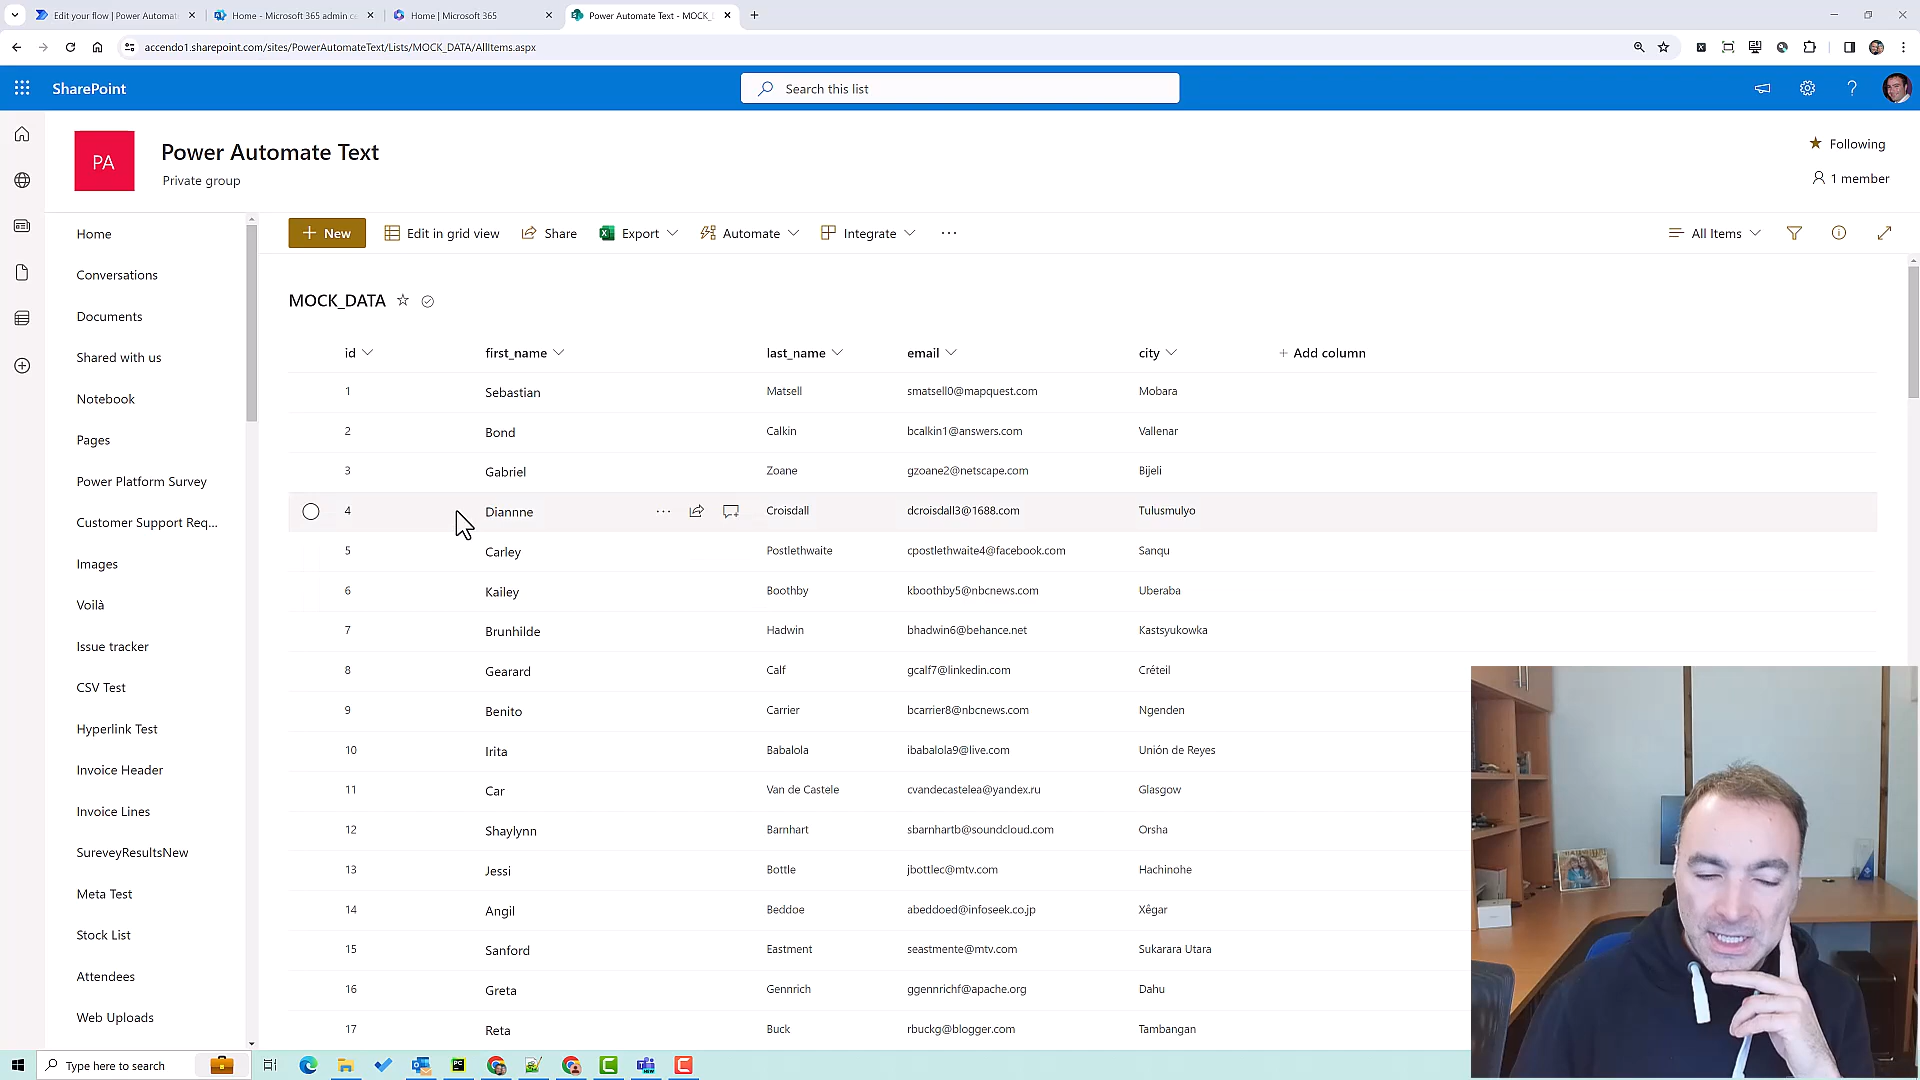 Edit your flow | Power Automate
Home - Microsoft 365 admin ce
Home | Microsoft 365
Power Automate Text - MOCK_
accendo1.sharepoint.com/sites/PowerAutomateText/Lists/MOCK_DATA/AllItems.aspx
SharePoint
Search this list
PA
Power Automate Text
Private group
Following
1 member
Home
Conversations
Documents
Shared with us
Notebook
Pages
Power Platform Survey
Customer Support Req...
Images
Voilà
Issue tracker
CSV Test
Hyperlink Test
Invoice Header
Invoice Lines
SureveyResultsNew
Meta Test
Stock List
Attendees
Web Uploads
New
Edit in grid view
Share
Export
Automate
Integrate
All Items
MOCK_DATA
id first_name last_name email city + Add column
1 Sebastian Matsell smatsell0@mapquest.com Mobara
2 Bond Calkin bcalkin1@answers.com Vallenar
3 Gabriel Zoane gzoane2@netscape.com Bijeli
4 Diannne Croisdall dcroisdall3@1688.com Tulusmulyo
5 Carley Postlethwaite cpostlethwaite4@facebook.com Sanqu
6 Kailey Boothby kboothby5@nbcnews.com Uberaba
7 Brunhilde Hadwin bhadwin6@behance.net Kastsyukowka
8 Gearard Calf gcalf7@linkedin.com Créteil
9 Benito Carrier bcarrier8@nbcnews.com Ngenden
10 Irita Babalola ibabalola9@live.com Unión de Reyes
11 Car Van de Castele cvandecastelea@yandex.ru Glasgow
12 Shaylynn Barnhart sbarnhartb@soundcloud.com Orsha
13 Jessi Bottle jbottlec@mtv.com Hachinohe
14 Angil Beddoe abeddoed@infoseek.co.jp Xêgar
15 Sanford Eastment seastmente@mtv.com Sukarara Utara
16 Greta Gennrich ggennrichf@apache.org Dahu
17 Reta Buck rbuckg@blogger.com Tambangan
Type here to search